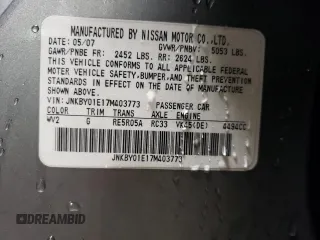 MANUFACTURED BY NISSAN MOTOR CO.,LTD.
DATE: 05/07 GVWR/PNBV: 5053 LBS.
GAWR/PNBE FR: 2452 LBS. RR: 2624 LBS.
THIS VEHICLE CONFORMS TO ALL APPLICABLE FEDERAL
MOTOR VEHICLE SAFETY, BUMPER, AND THEFT PREVENTION
STANDARDS IN EFFECT ON THE DATE OF MANUFACTURE
SHOWN ABOVE.
VIN: JNKBY01E17M403773 PASSENGER CAR
COLOR TRIM TRANS AXLE ENGINE
WV2 G RE5R05A RC33 VK45(DE) 4494CC
JNKBY01E17M403773
DEALERSHIP AND